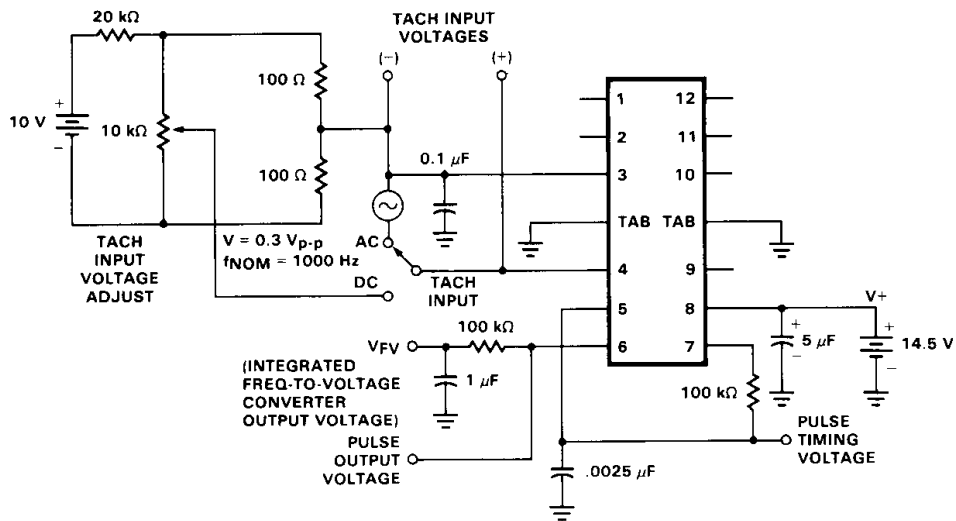 20 kΩ
TACH INPUT
VOLTAGES
(−)
(+)
100 Ω
+
10 V
−
10 kΩ
100 Ω
0.1 μF
1
2
3
TAB
4
5
6
12
11
10
TAB
9
8
7
TACH
INPUT
VOLTAGE
ADJUST
V = 0.3 Vp-p
fNOM = 1000 Hz
AC
DC
TACH
INPUT
V+
+
5 μF
−
+
14.5 V
−
100 kΩ
VFV
(INTEGRATED
FREQ-TO-VOLTAGE
CONVERTER
OUTPUT VOLTAGE)
1 μF
PULSE
OUTPUT
VOLTAGE
100 kΩ
PULSE
TIMING
VOLTAGE
.0025 μF